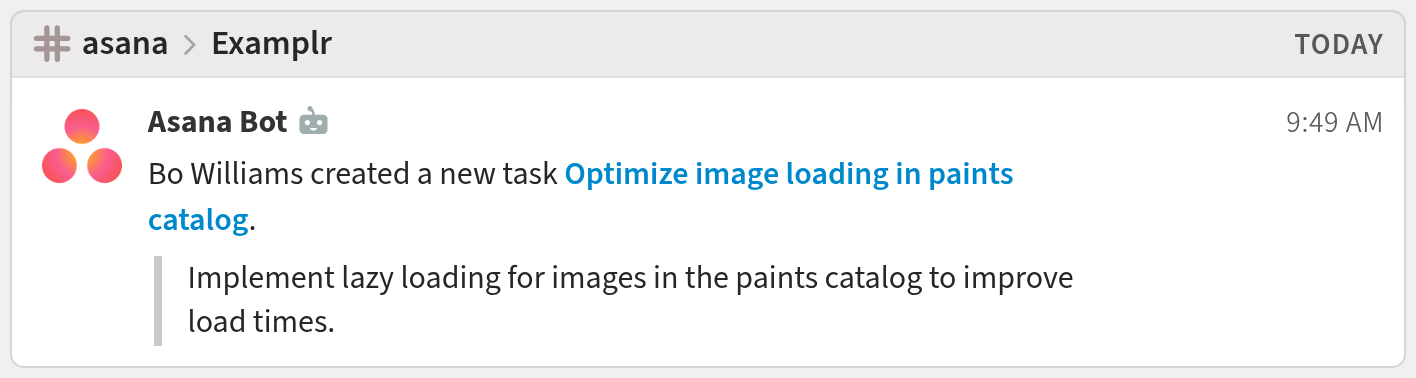 # asana > Examplr TODAY
Asana Bot 9:49 AM
Bo Williams created a new task Optimize image loading in paints
catalog.
Implement lazy loading for images in the paints catalog to improve
load times.